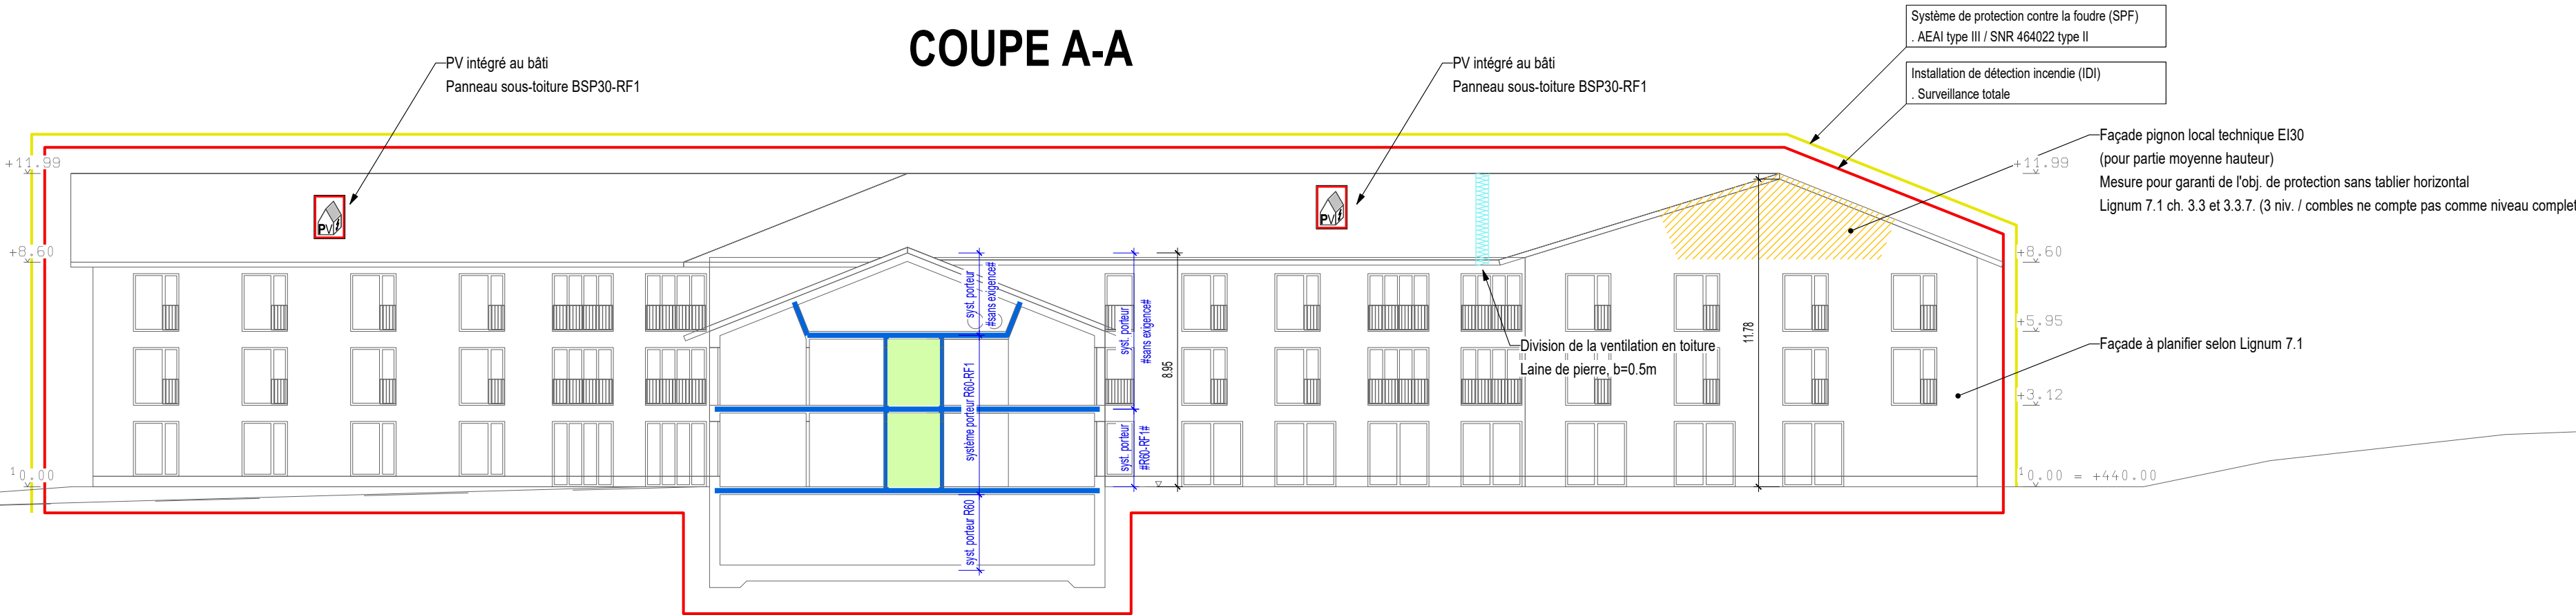 COUPE A-A
Système de protection contre la foudre (SPF)
. AEAI type III / SNR 464022 type II
Installation de détection incendie (IDI)
. Surveillance totale
PV intégré au bâti
Panneau sous-toiture BSP30-RF1
PV intégré au bâti
Panneau sous-toiture BSP30-RF1
Façade pignon local technique EI30
(pour partie moyenne hauteur)
Mesure pour garanti de l'obj. de protection sans tablier horizontal
Lignum 7.1 ch. 3.3 et 3.3.7. (3 niv. / combles ne compte pas comme niveau complet
+11.99
+8.60
1 0.00
PV
PV
+11.99
+8.60
+5.95
+3.12
1 0.00 = +440.00
syst. porteur
#sans exigence#
système porteur R60-RF1
syst. porteur R60
syst. porteur
#sans exigence#
syst. porteur
#R60-RF1#
8.95
11.78
Division de la ventilation en toiture
Laine de pierre, b=0.5m
Façade à planifier selon Lignum 7.1